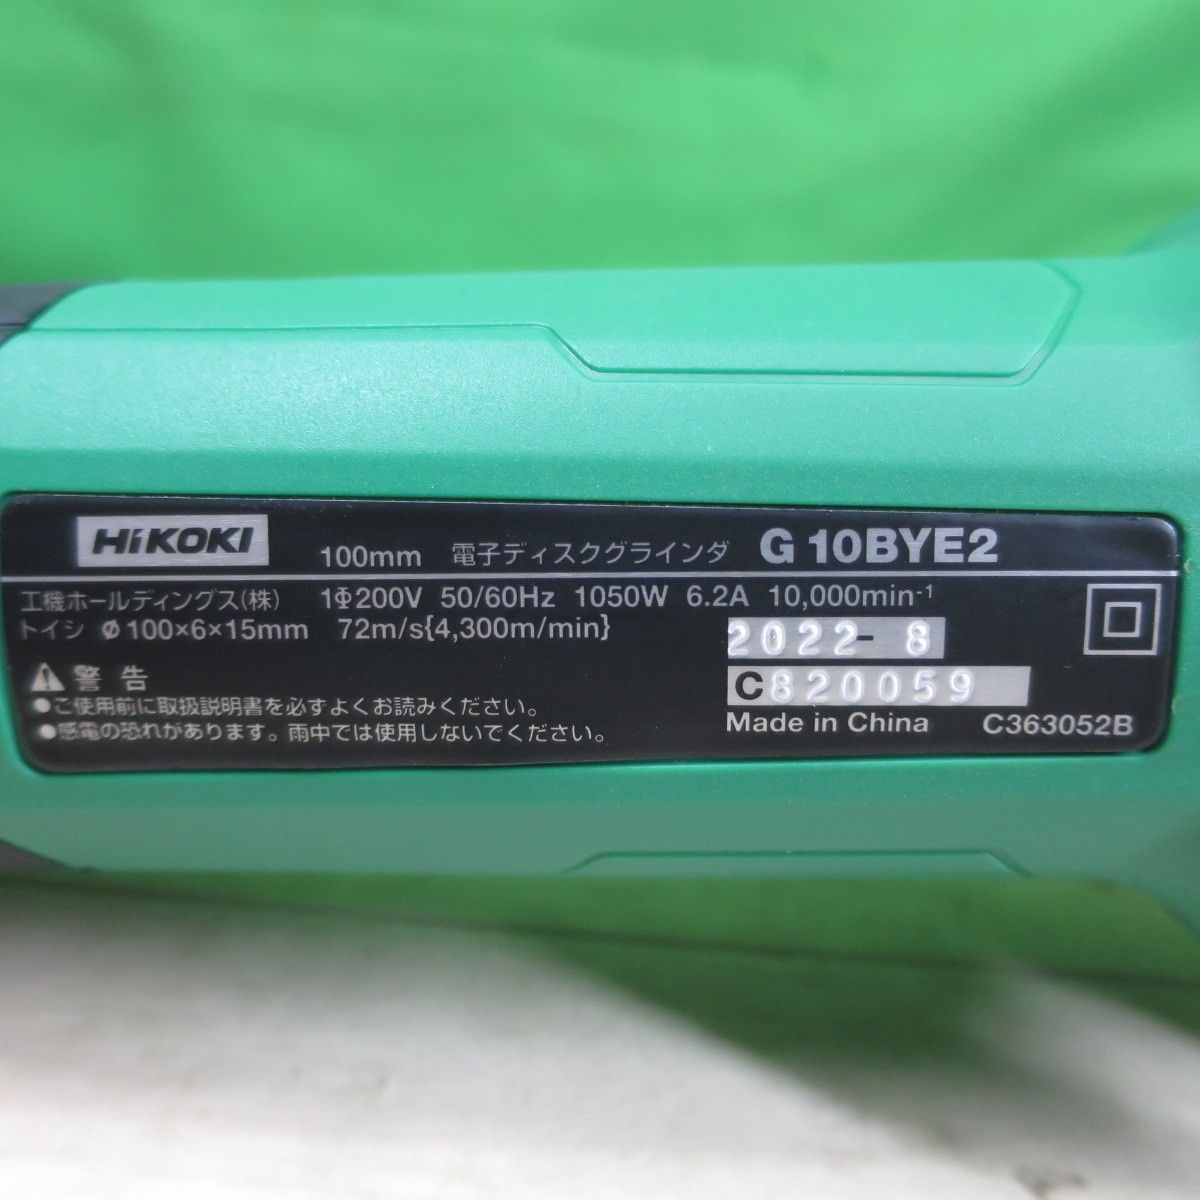 HiKOKI 100mm 電子ディスクグラインダ G 10BYE2
工機ホールディングス(株) 1Φ200V 50/60Hz 1050W 6.2A 10,000min-1
トイシ φ100×6×15mm 72m/s{4,300m/min}
2022-8
警告
C820059
●ご使用前に取扱説明書を必ずよくお読みください。
Made in China C363052B
●感電の恐れがあります。雨中では使用しないでください。